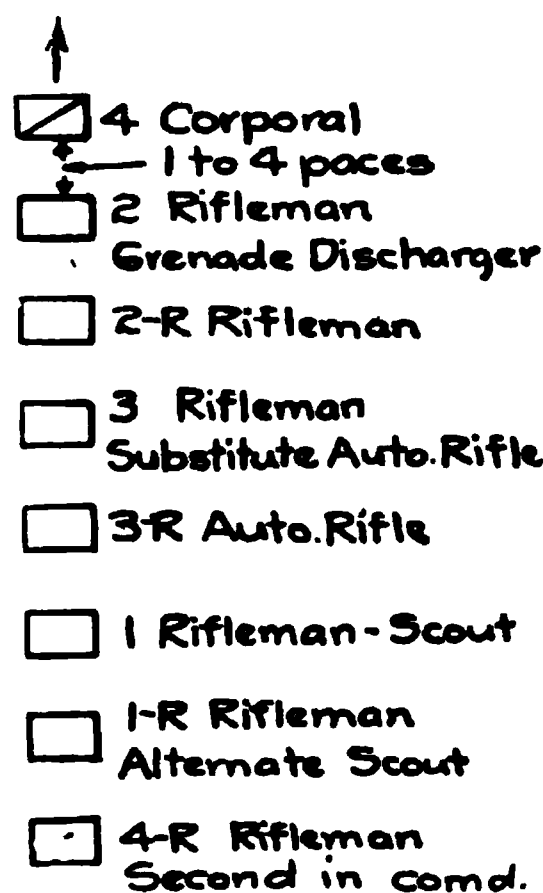 4 Corporal
1 to 4 paces
2 Rifleman
Grenade Discharger
2-R Rifleman
3 Rifleman
Substitute Auto.Rifle
3-R Auto.Rifle
1 Rifleman-Scout
1-R Rifleman
Alternate Scout
4-R Rifleman
Second in comd.